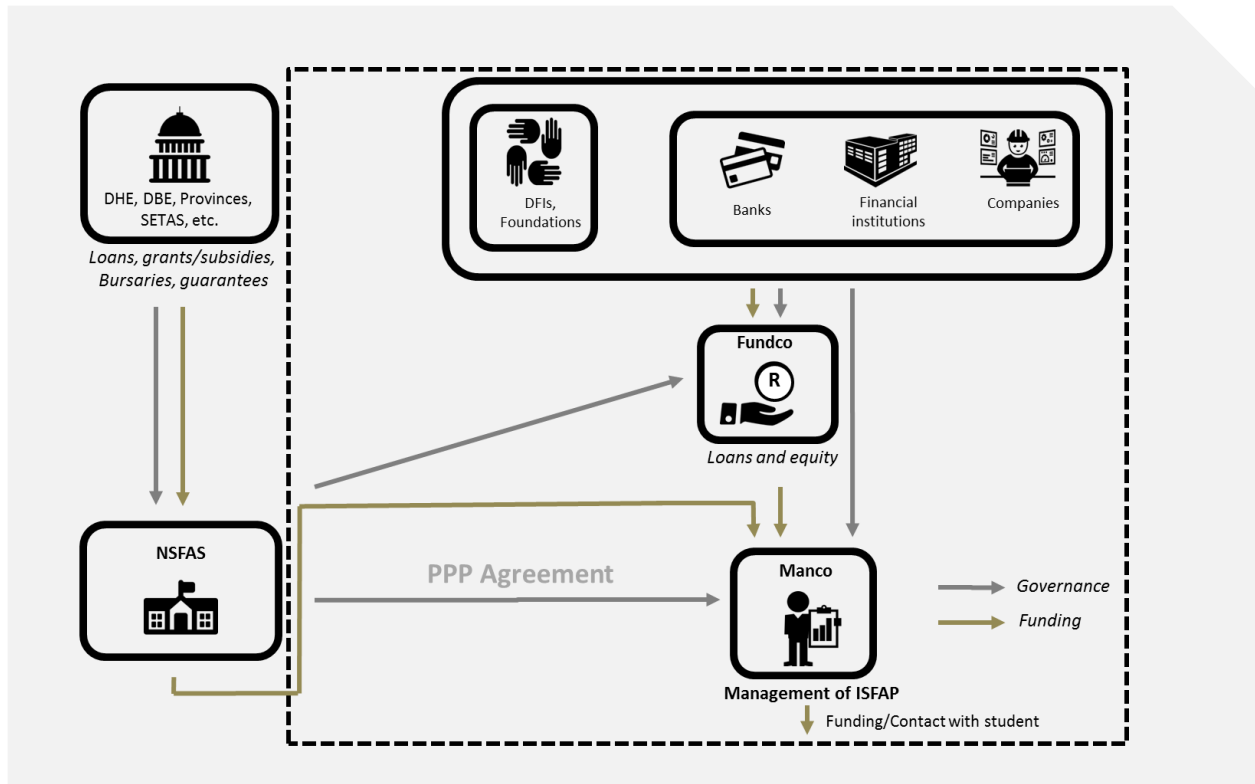 DHE, DBE, Provinces,
SETAS, etc.
Loans, grants/subsidies,
Bursaries, guarantees
DFIs,
Foundations
Banks
Financial
institutions
Companies
Fundco
R
Loans and equity
NSFAS
PPP Agreement
Manco
Management of ISFAP
Funding/Contact with student
Governance
Funding